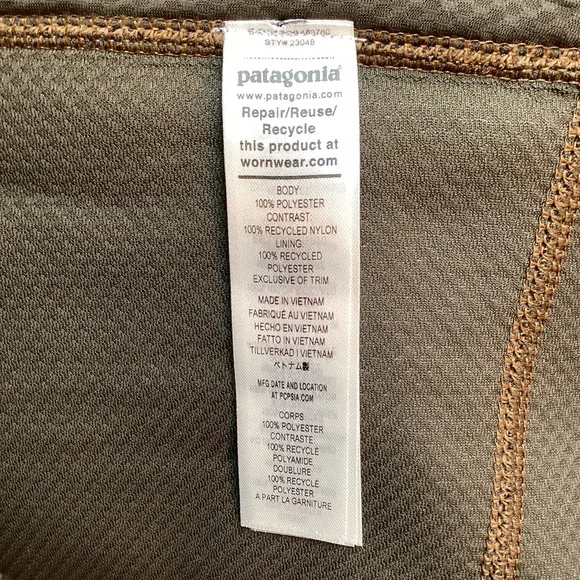 STY# 23048
patagonia®
www.patagonia.com
Repair/Reuse/
Recycle
this product at
wornwear.com
BODY:
100% POLYESTER
CONTRAST:
100% RECYCLED NYLON
LINING:
100% RECYCLED
POLYESTER
EXCLUSIVE OF TRIM
MADE IN VIETNAM
FABRIQUÉ AU VIETNAM
HECHO EN VIETNAM
FATTO IN VIETNAM
TILLVERKAD I VIETNAM
ベトナム製
MFG DATE AND LOCATION
AT PCPSIA.COM
CORPS
100% POLYESTER
CONTRASTE
100% RECYCLÉ
POLYAMIDE
DOUBLURE
100% RECYCLÉ
POLYESTER
A PART LA GARNITURE